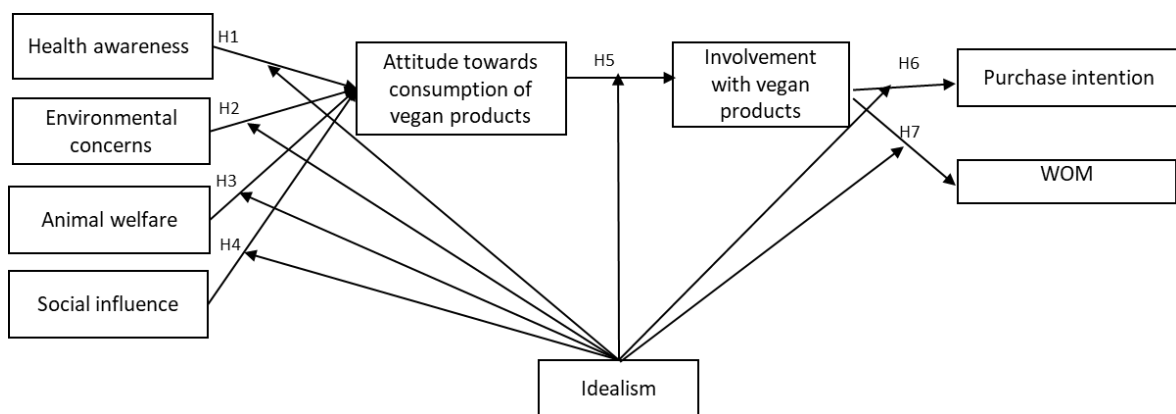 Health awareness
H1
Environmental
concerns
H2
Animal welfare
H3
Social influence
H4
Attitude towards
consumption of
vegan products
H5
Involvement
with vegan
products
H6
H7
Purchase intention
WOM
Idealism